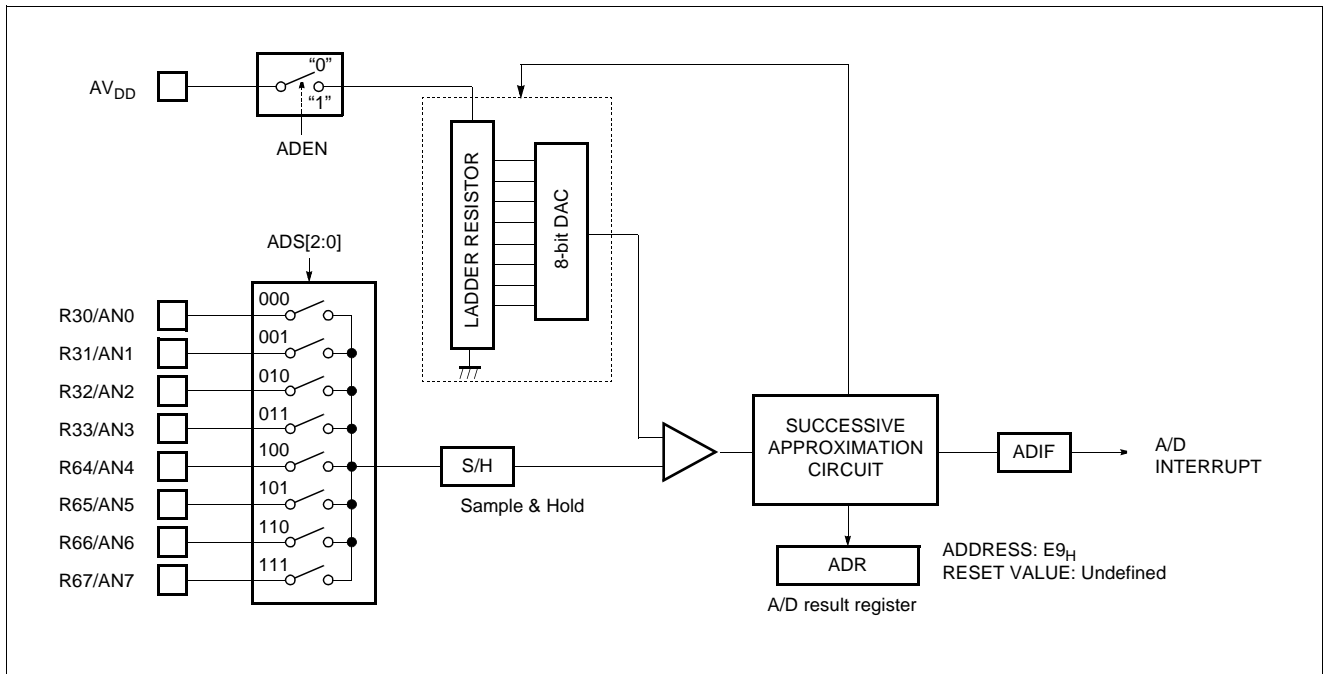 AVDD
“0”
“1”
ADEN
LADDER RESISTOR
8-bit DAC
ADS[2:0]
R30/AN0
000
R31/AN1
001
R32/AN2
010
R33/AN3
011
R64/AN4
100
R65/AN5
101
R66/AN6
110
R67/AN7
111
S/H
Sample & Hold
SUCCESSIVE
APPROXIMATION
CIRCUIT
ADIF
A/D
INTERRUPT
ADR
A/D result register
ADDRESS: E9H
RESET VALUE: Undefined